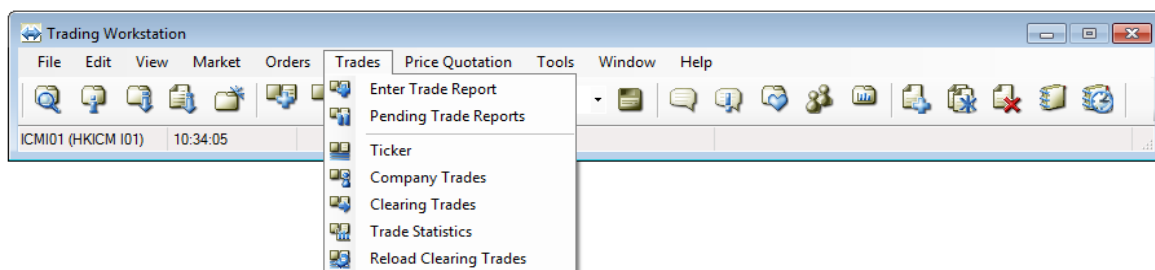 Trading Workstation
File Edit View Market Orders Trades Price Quotation Tools Window Help
Enter Trade Report
Pending Trade Reports
ICMI01 (HKICM I01) 10:34:05
Ticker
Company Trades
Clearing Trades
Trade Statistics
Reload Clearing Trades